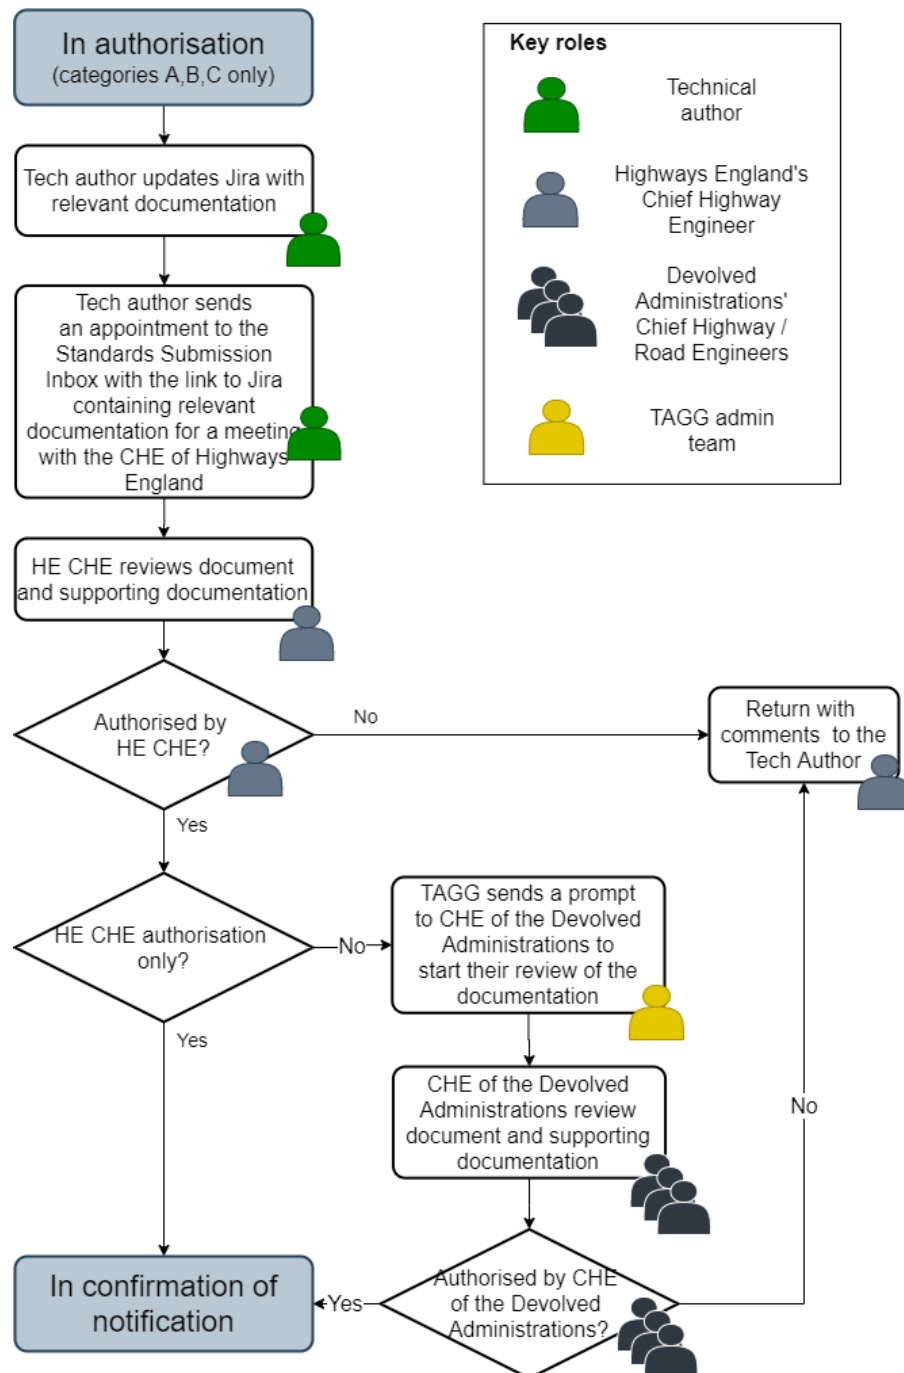 In authorisation
(categories A,B,C only)
Key roles
Technical
author
Highways England's
Chief Highway
Engineer
Devolved
Administrations'
Chief Highway /
Road Engineers
TAGG admin
team
Tech author updates Jira with
relevant documentation
Tech author sends
an appointment to the
Standards Submission
Inbox with the link to Jira
containing relevant
documentation for a meeting
with the CHE of Highways
England
HE CHE reviews document
and supporting documentation
Authorised by
HE CHE?
No
Return with
comments to the
Tech Author
Yes
HE CHE authorisation
only?
No
TAGG sends a prompt
to CHE of the Devolved
Administrations to
start their review of the
documentation
Yes
CHE of the Devolved
Administrations review
document and supporting
documentation
No
Authorised by CHE
of the Devolved
Administrations?
Yes
In confirmation of
notification